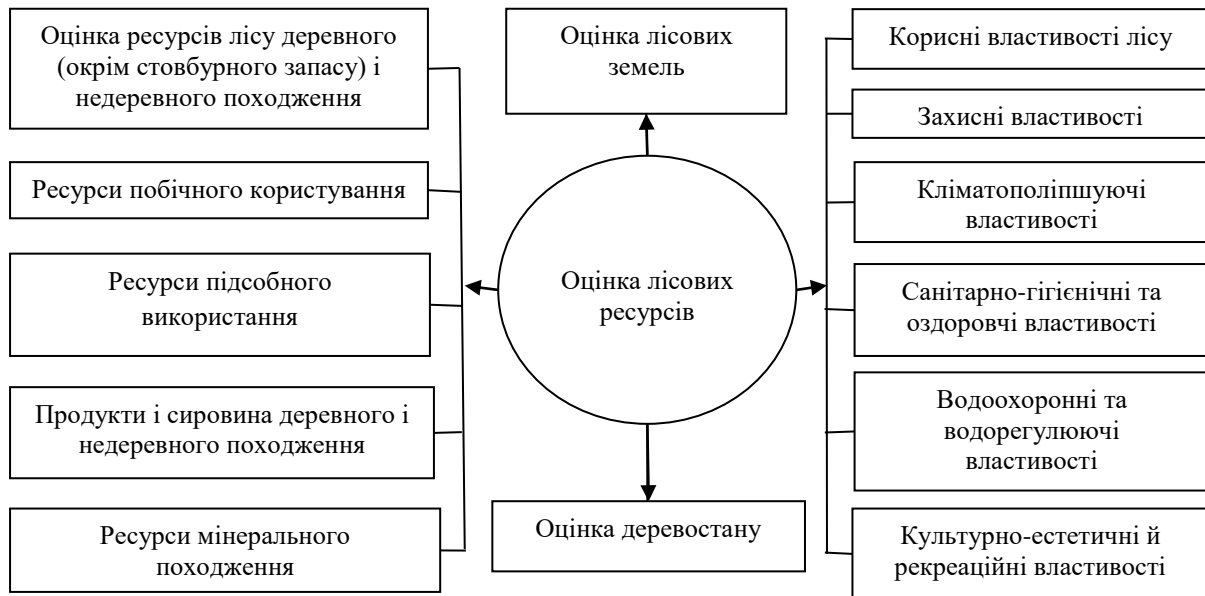 Оцінка ресурсів лісу деревного
(окрім стовбурного запасу) і
недеревного походження
Ресурси побічного користування
Ресурси підсобного
використання
Продукти і сировина деревного і
недеревного походження
Ресурси мінерального
походження
Оцінка лісових
земель
Оцінка лісових
ресурсів
Оцінка деревостану
Корисні властивості лісу
Захисні властивості
Кліматополіпшуючі
властивості
Санітарно-гігієнічні та
оздоровчі властивості
Водоохоронні та
водорегулюючі
властивості
Культурно-естетичні й
рекреаційні властивості